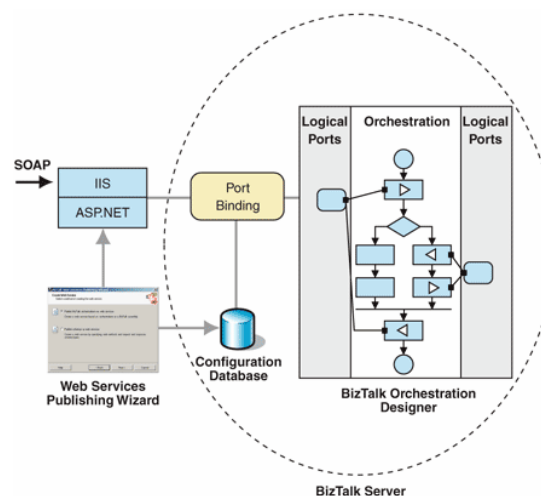 Logical
Ports
Orchestration
Logical
Ports
SOAP
IIS
ASP.NET
Port
Binding
Configuration
Database
Web Services
Publishing Wizard
BizTalk Orchestration
Designer
BizTalk Server